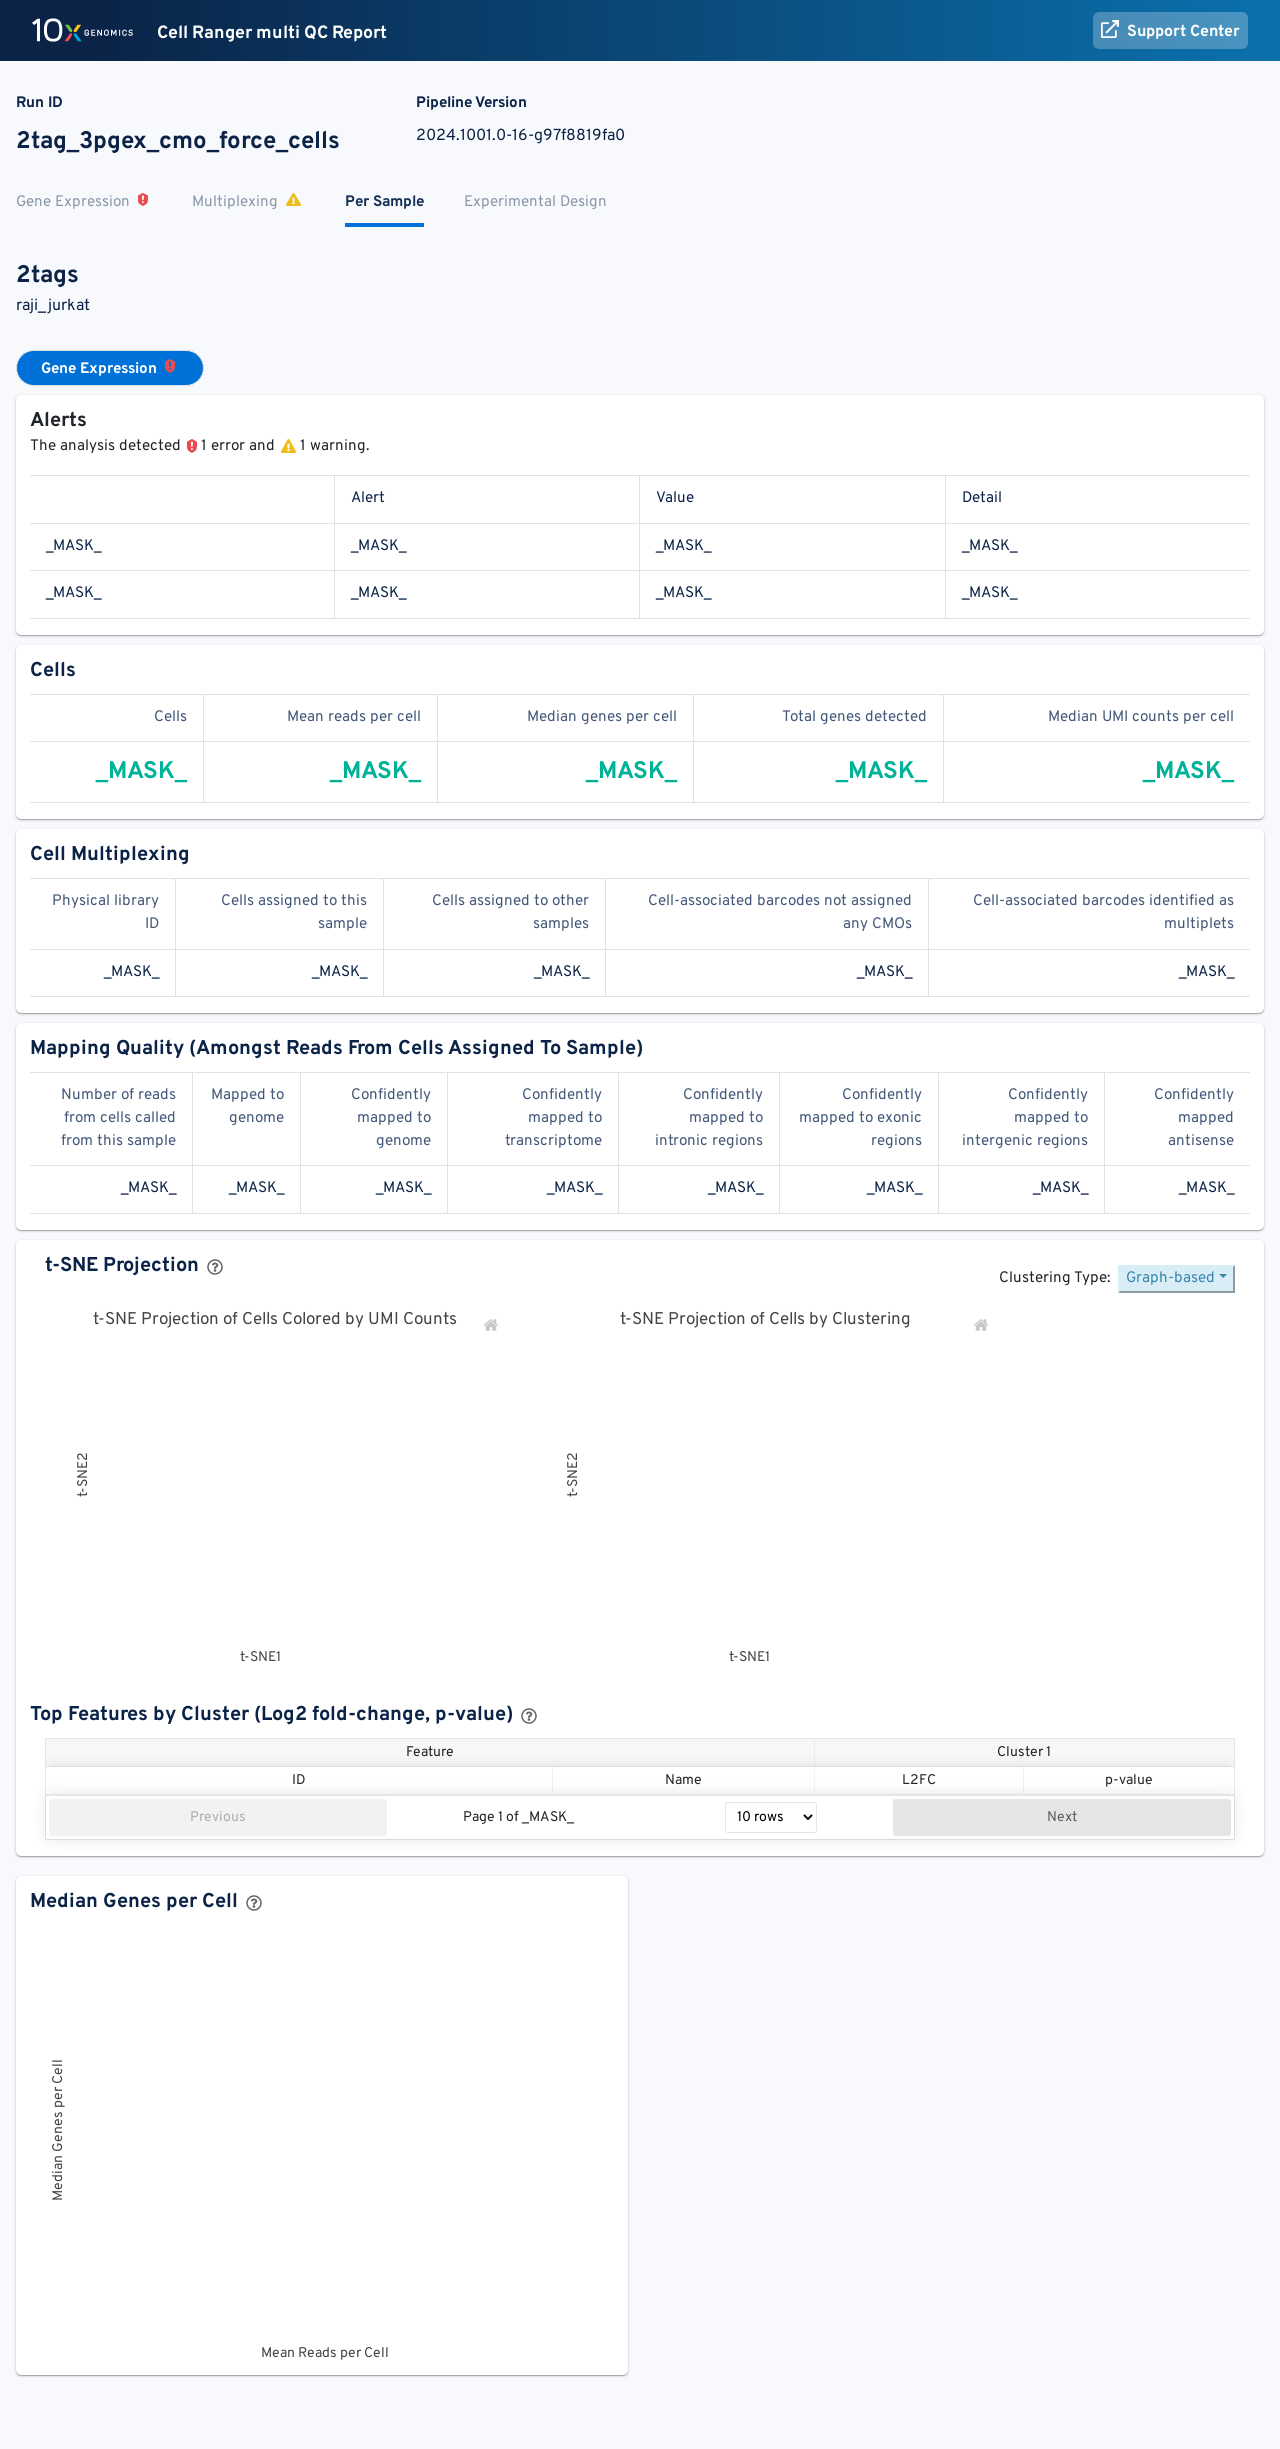 10x GENOMICS Cell Ranger multi QC Report Support Center
Run ID Pipeline Version
2tag_3pgex_cmo_force_cells 2024.1001.0-16-g97f8819fa0
Gene Expression Multiplexing Per Sample Experimental Design
2tags
raji_jurkat
Gene Expression
Alerts
The analysis detected 1 error and 1 warning.
Alert Value Detail
_MASK_ _MASK_ _MASK_ _MASK_
_MASK_ _MASK_ _MASK_ _MASK_
Cells
Cells Mean reads per cell Median genes per cell Total genes detected Median UMI counts per cell
_MASK_ _MASK_ _MASK_ _MASK_ _MASK_
Cell Multiplexing
Physical library Cells assigned to this Cells assigned to other Cell-associated barcodes not assigned Cell-associated barcodes identified as
ID sample samples any CMOs multiplets
_MASK_ _MASK_ _MASK_ _MASK_ _MASK_
Mapping Quality (Amongst Reads From Cells Assigned To Sample)
Number of reads Mapped to Confidently Confidently Confidently Confidently Confidently Confidently
from cells called genome mapped to mapped to mapped to mapped to exonic mapped to mapped
from this sample genome transcriptome intronic regions regions intergenic regions antisense
_MASK_ _MASK_ _MASK_ _MASK_ _MASK_ _MASK_ _MASK_ _MASK_
t-SNE Projection ?
Clustering Type: Graph-based
t-SNE Projection of Cells Colored by UMI Counts t-SNE Projection of Cells by Clustering
t-SNE2 t-SNE2
t-SNE1 t-SNE1
Top Features by Cluster (Log2 fold-change, p-value) ?
Feature Cluster 1
ID Name L2FC p-value
Previous Page 1 of _MASK_ 10 rows Next
Median Genes per Cell ?
Median Genes per Cell
Mean Reads per Cell